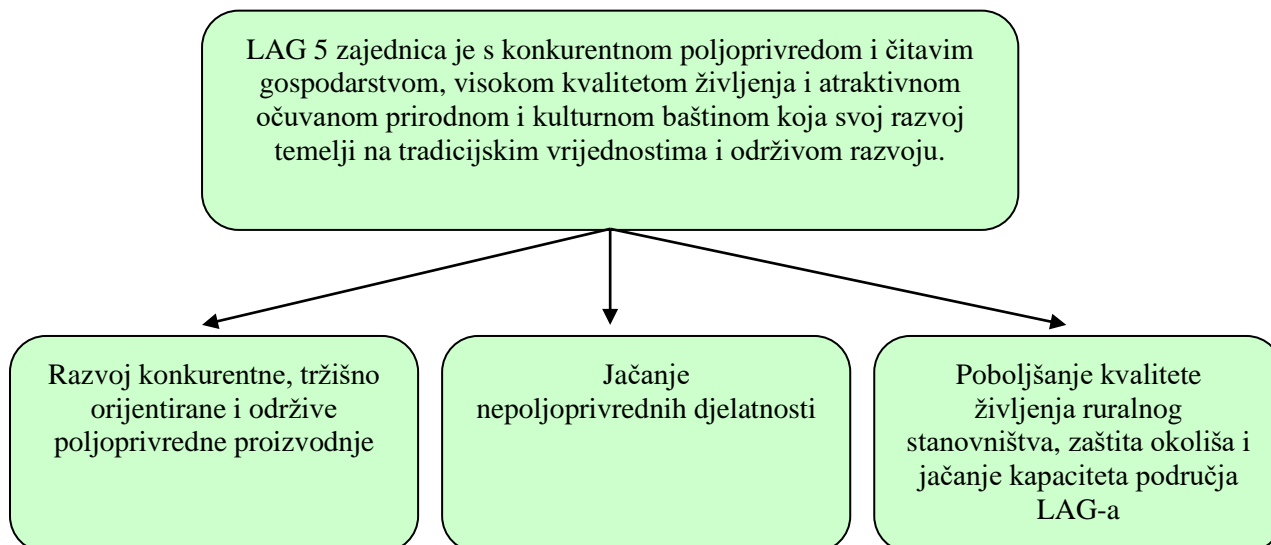 LAG 5 zajednica je s konkurentnom poljoprivredom i čitavim
gospodarstvom, visokom kvalitetom življenja i atraktivnom
očuvanom prirodnom i kulturnom baštinom koja svoj razvoj
temelji na tradicijskim vrijednostima i održivom razvoju.
Razvoj konkurentne, tržišno
orijentirane i održive
poljoprivredne proizvodnje
Jačanje
nepoljoprivrednih djelatnosti
Poboljšanje kvalitete
življenja ruralnog
stanovništva, zaštita okoliša i
jačanje kapaciteta područja
LAG-a